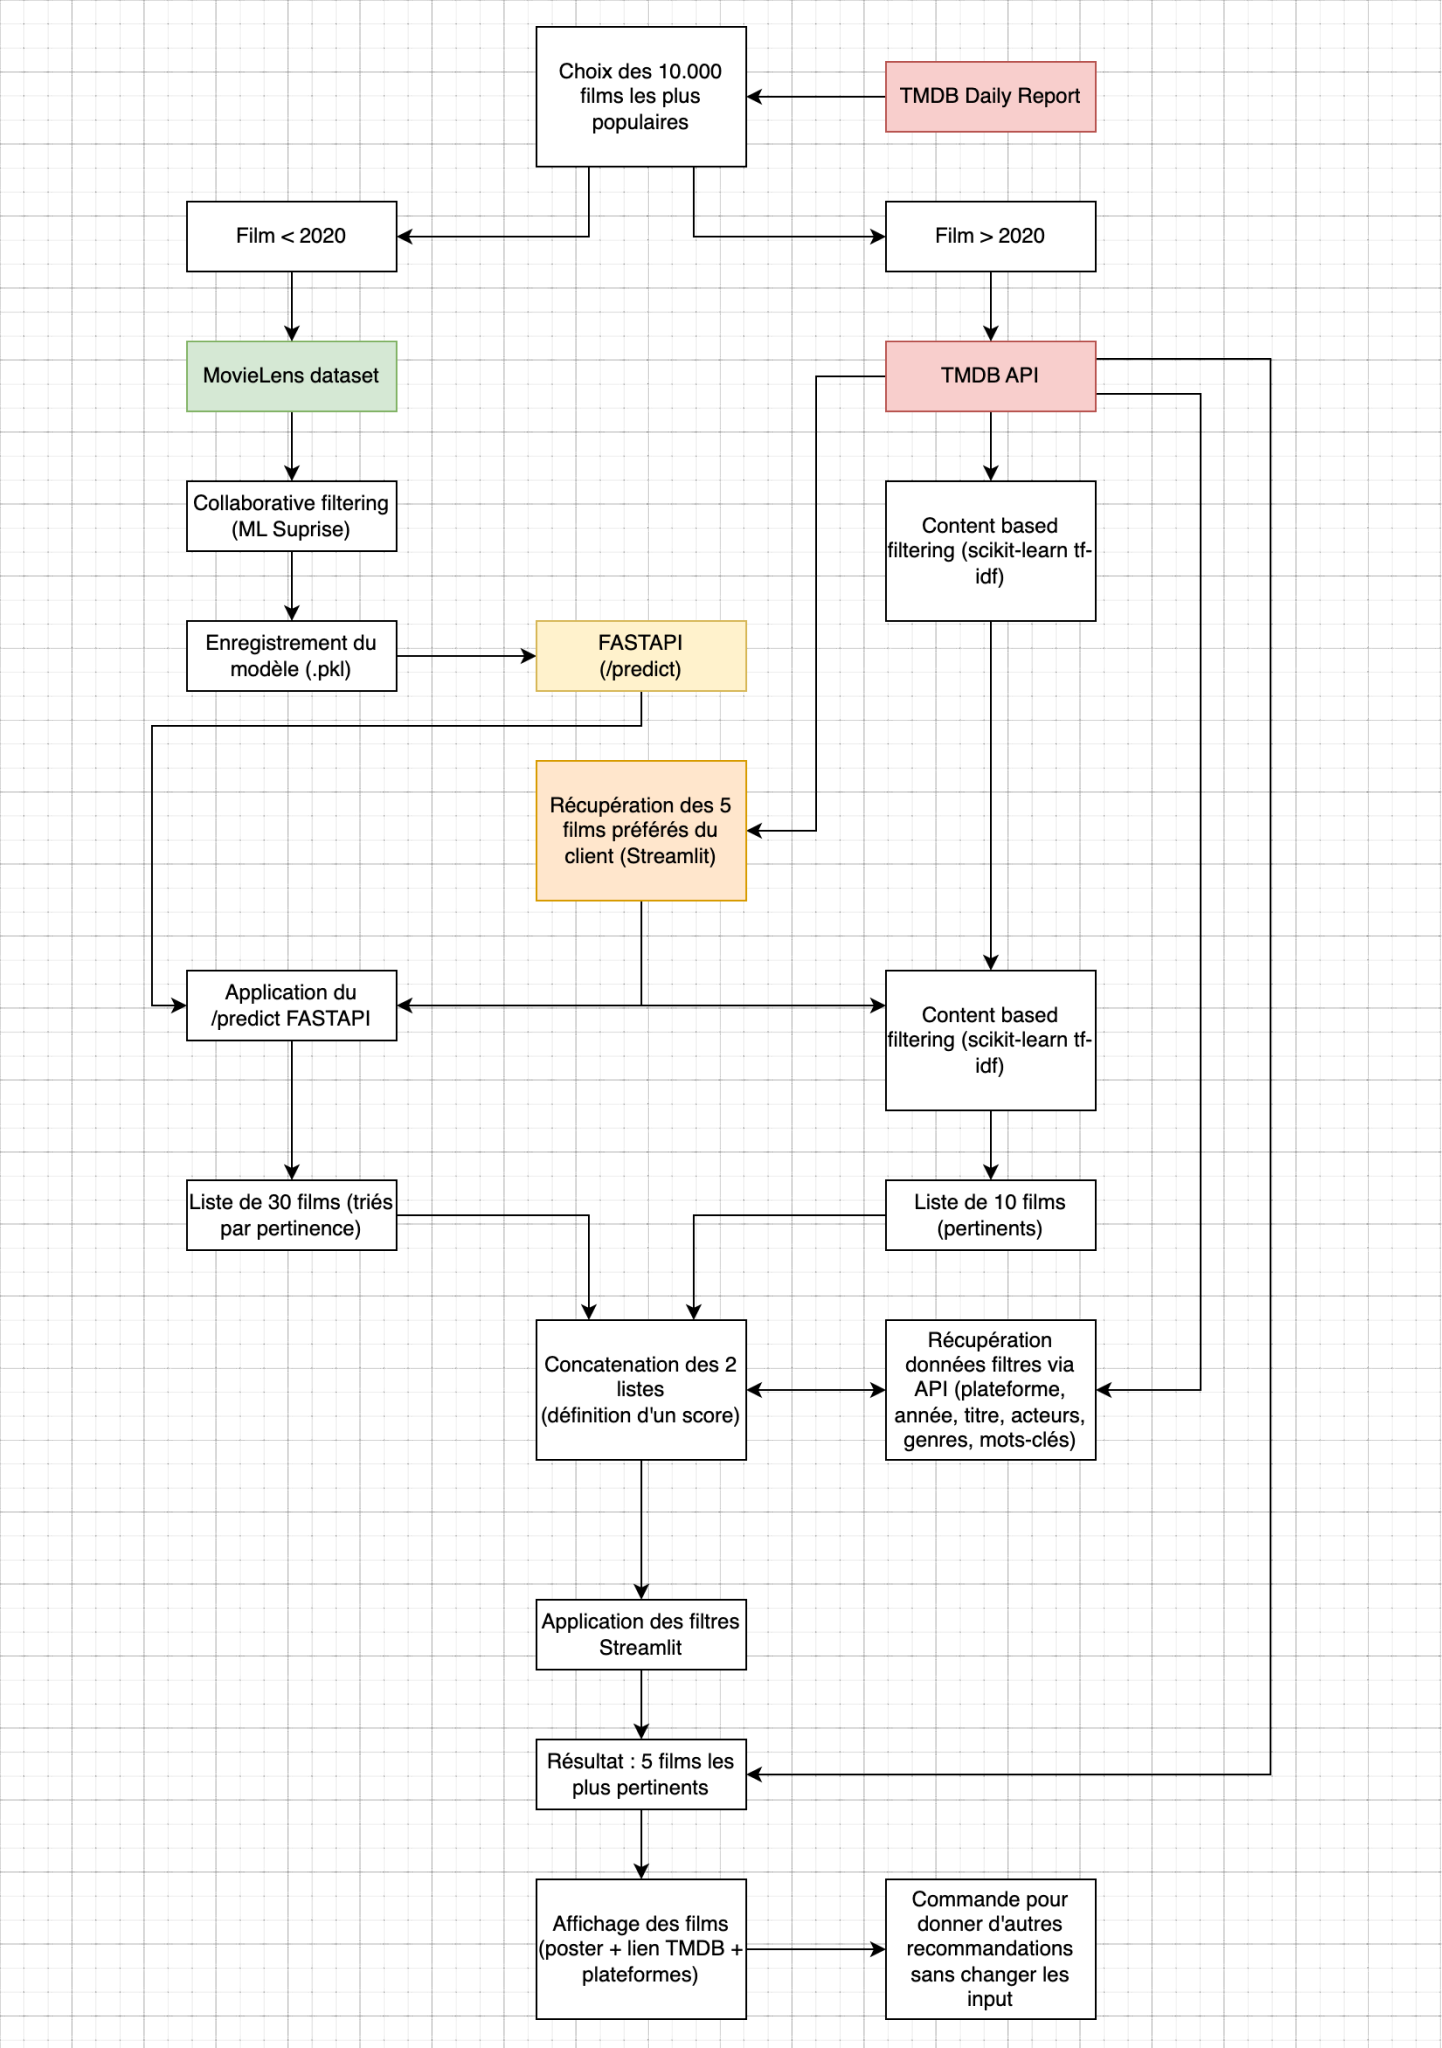 Choix des 10.000
films les plus
populaires
TMDB Daily Report
Film < 2020
Film > 2020
MovieLens dataset
TMDB API
Collaborative filtering
(ML Suprise)
Content based
filtering (scikit-learn tf-
idf)
Enregistrement du
modèle (.pkl)
FASTAPI
(/predict)
Récupération des 5
films préférés du
client (Streamlit)
Application du
/predict FASTAPI
Content based
filtering (scikit-learn tf-
idf)
Liste de 30 films (triés
par pertinence)
Liste de 10 films
(pertinents)
Concatenation des 2
listes
(définition d'un score)
Récupération
données filtres via
API (plateforme,
année, titre, acteurs,
genres, mots-clés)
Application des filtres
Streamlit
Résultat : 5 films les
plus pertinents
Affichage des films
(poster + lien TMDB +
plateformes)
Commande pour
donner d'autres
recommandations
sans changer les
input